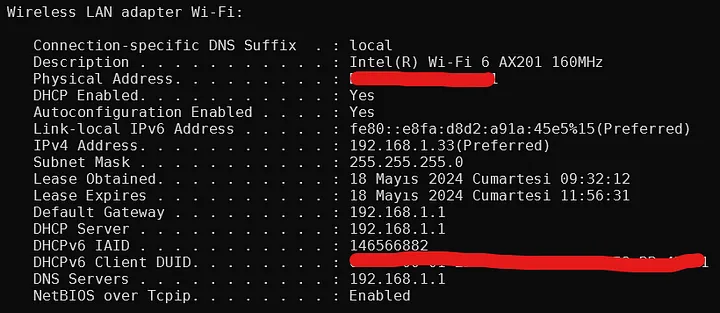 Wireless LAN adapter Wi-Fi:
Connection-specific DNS Suffix . : local
Description . . . . . . . . . . . : Intel(R) Wi-Fi 6 AX201 160MHz
Physical Address. . . . . . . . . :
DHCP Enabled. . . . . . . . . . . : Yes
Autoconfiguration Enabled . . . . : Yes
Link-local IPv6 Address . . . . . : fe80::e8fa:d8d2:a91a:45e5%15(Preferred)
IPv4 Address. . . . . . . . . . . : 192.168.1.33(Preferred)
Subnet Mask . . . . . . . . . . . : 255.255.255.0
Lease Obtained. . . . . . . . . . : 18 Mayıs 2024 Cumartesi 09:32:12
Lease Expires . . . . . . . . . . : 18 Mayıs 2024 Cumartesi 11:56:31
Default Gateway . . . . . . . . . : 192.168.1.1
DHCP Server . . . . . . . . . . . : 192.168.1.1
DHCPv6 IAID . . . . . . . . . . . : 146566882
DHCPv6 Client DUID. . . . . . . . :
DNS Servers . . . . . . . . . . . : 192.168.1.1
NetBIOS over Tcpip. . . . . . . . : Enabled